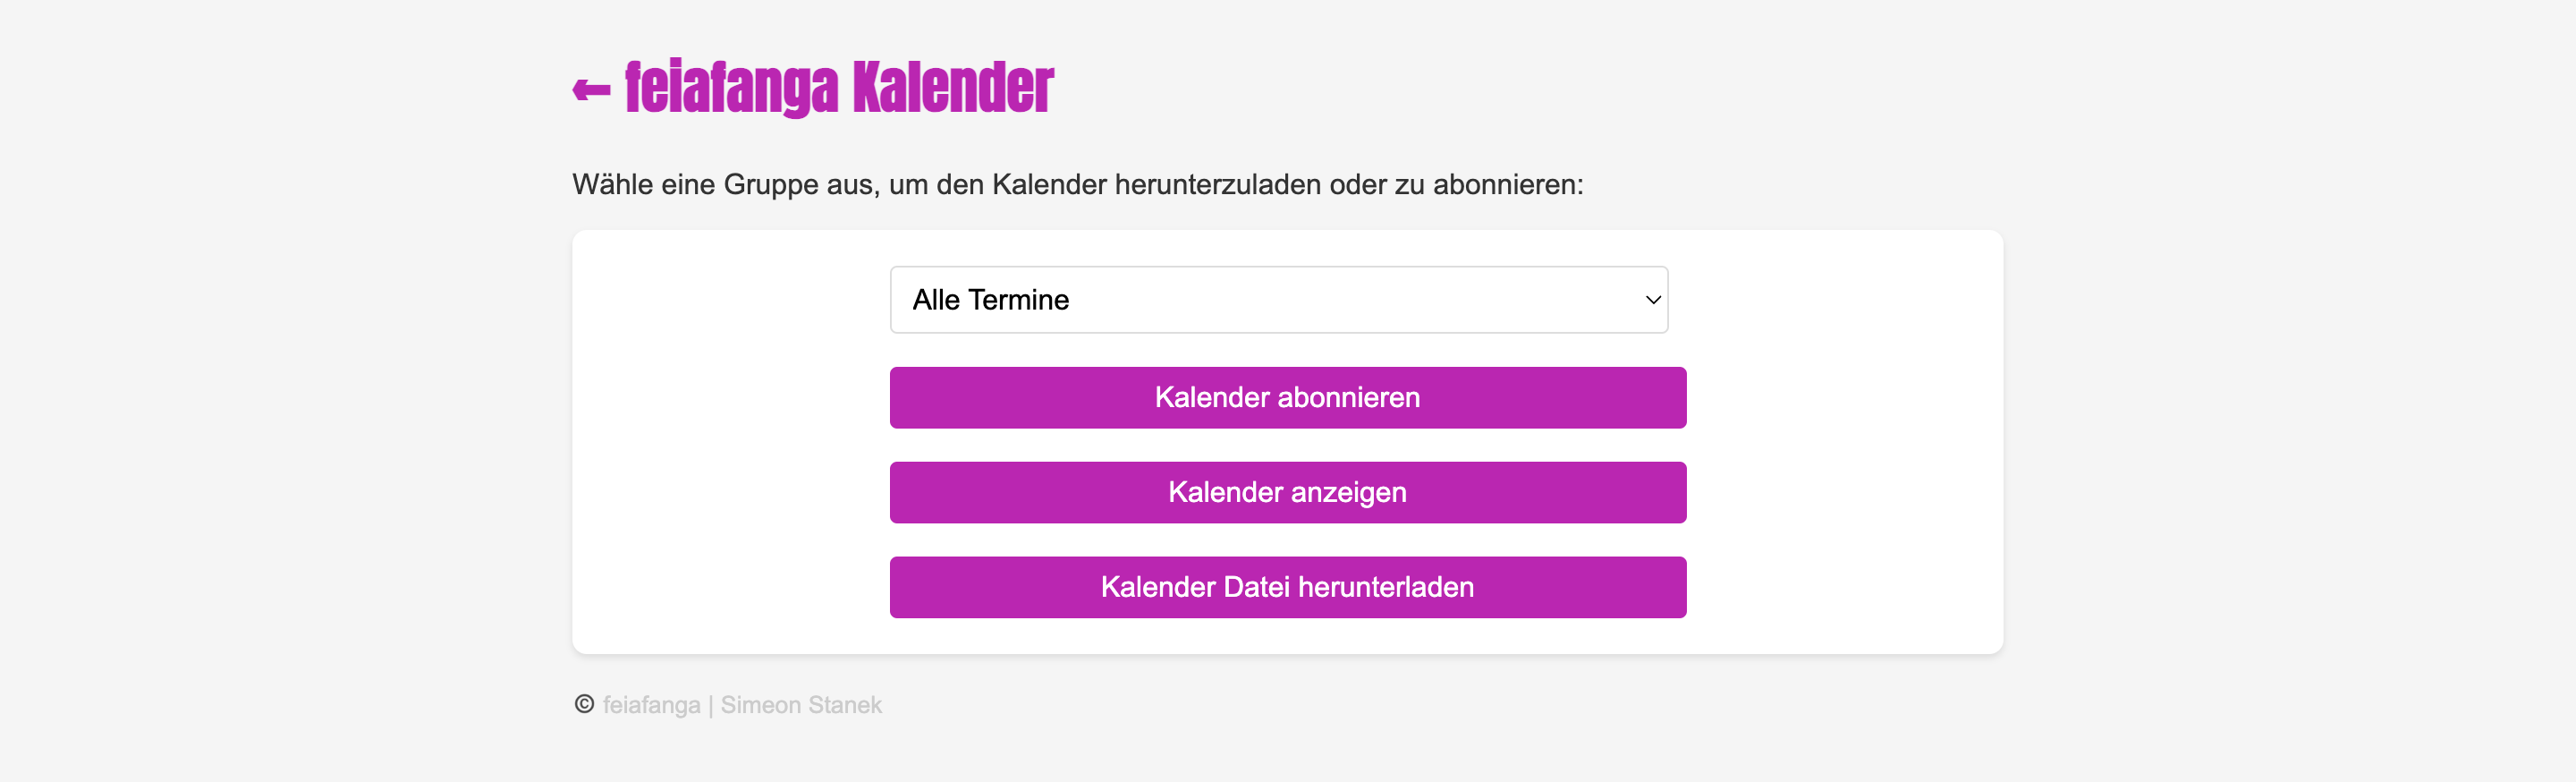 ← feiafanga Kalender
Wähle eine Gruppe aus, um den Kalender herunterzuladen oder zu abonnieren:
Alle Termine
Kalender abonnieren
Kalender anzeigen
Kalender Datei herunterladen
© feiafanga | Simeon Stanek